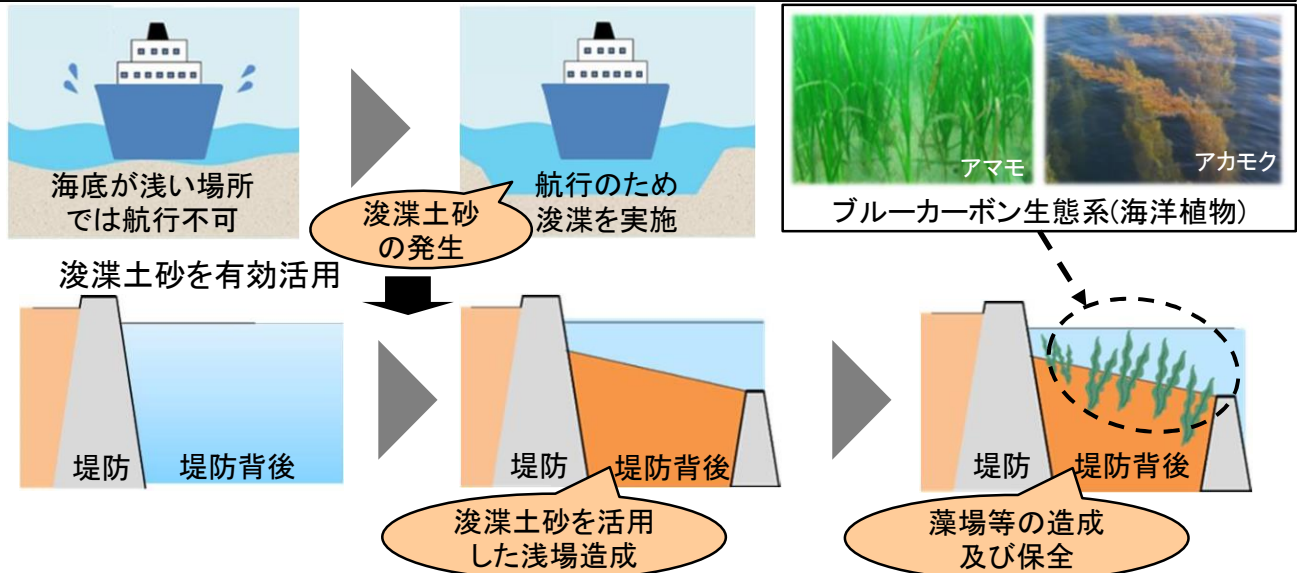 海底が浅い場所
では航行不可
航行のため
浚渫を実施
浚渫土砂
の発生
アマモ
アカモク
ブルーカーボン生態系(海洋植物)
浚渫土砂を有効活用
堤防
堤防背後
堤防
堤防背後
浚渫土砂を活用
した浅場造成
堤防
堤防背後
藻場等の造成
及び保全